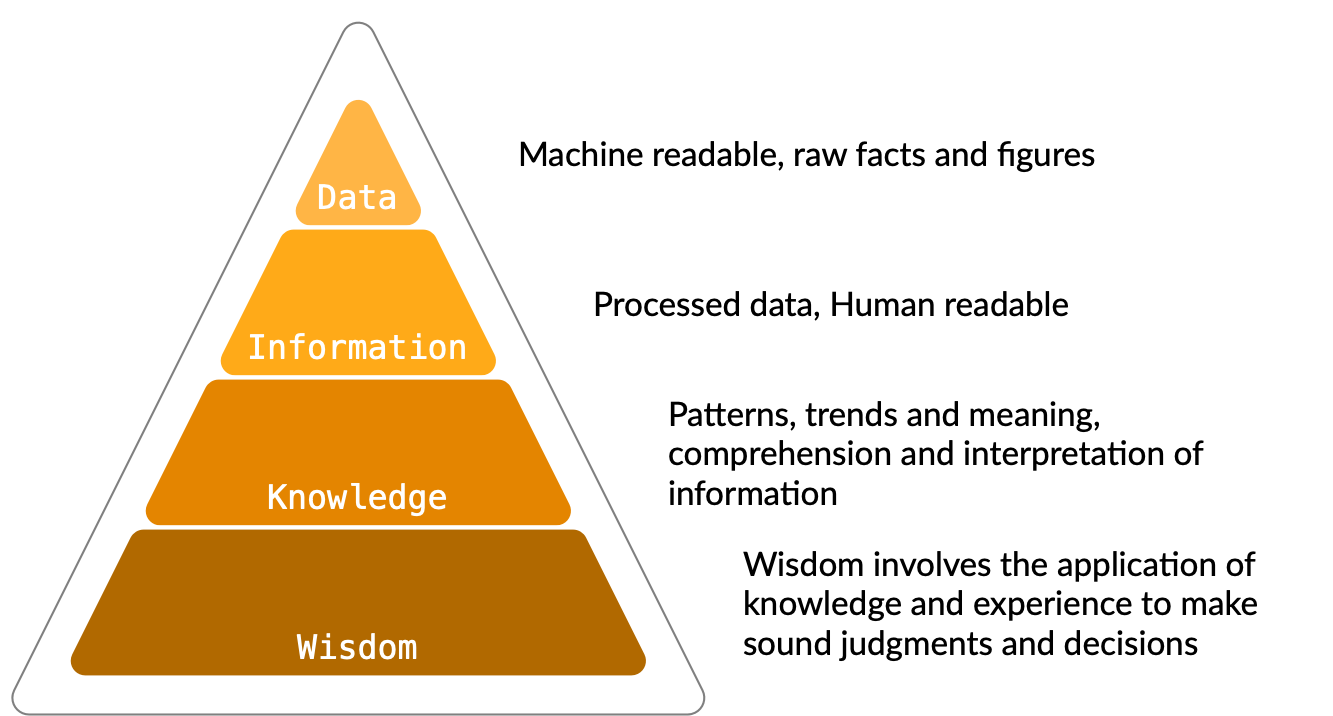 Machine readable, raw facts and figures
Data
Processed data, Human readable
Information
Patterns, trends and meaning,
comprehension and interpretation of
information
Knowledge
Wisdom involves the application of
knowledge and experience to make
sound judgments and decisions
Wisdom